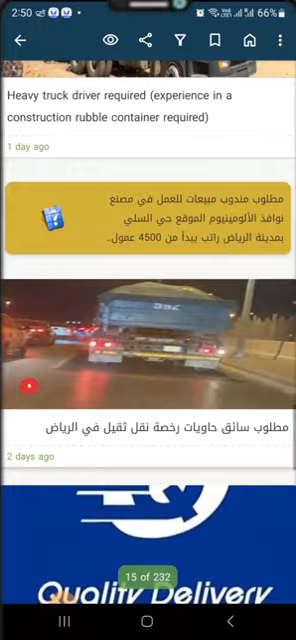 2:50
66%
Heavy truck driver required (experience in a
construction rubble container required)
1 day ago
مطلوب مندوب مبيعات للعمل في مصنع
نوافذ الألومينيوم الموقع حي السلي
بمدينة الرياض راتب يبدأ من 4500 عمول..
مطلوب سائق حاويات رخصة نقل ثقيل في الرياض
2 days ago
15 of 232
Quality Delivery